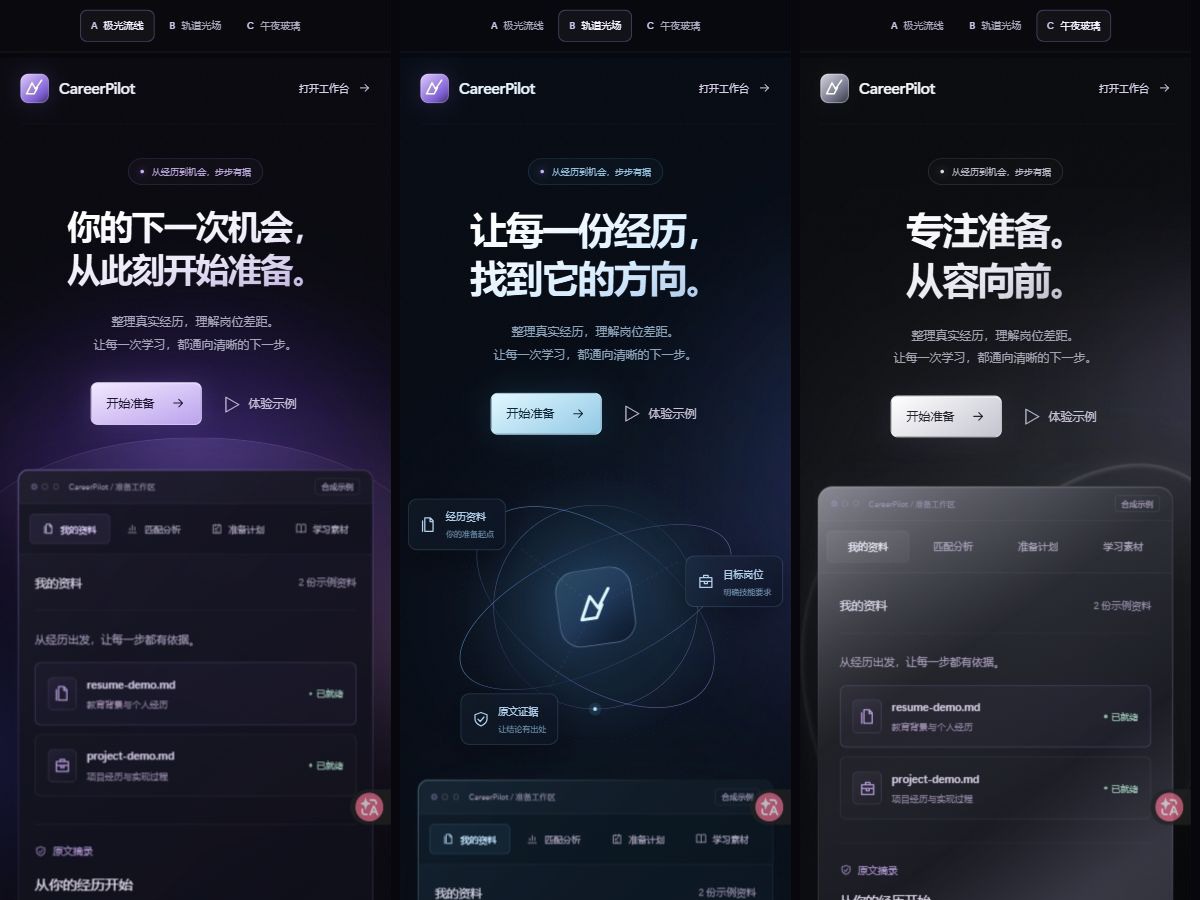 A 极光流线 B 轨道光场 C 午夜玻璃
CareerPilot 打开工作台
从经历到机会，步步有据
你的下一次机会，
从此刻开始准备。
整理真实经历，理解岗位差距。
让每一次学习，都通向清晰的下一步。
开始准备 体验示例
CareerPilot / 准备工作区 合成示例
我的资料 匹配分析 准备计划 学习素材
我的资料 2 份示例资料
从经历出发，让每一步都有依据。
resume-demo.md
教育背景与个人经历
已就绪
project-demo.md
项目经历与实现过程
已就绪
原文摘录
从你的经历开始
A 极光流线 B 轨道光场 C 午夜玻璃
CareerPilot 打开工作台
从经历到机会，步步有据
让每一份经历，
找到它的方向。
整理真实经历，理解岗位差距。
让每一次学习，都通向清晰的下一步。
开始准备 体验示例
经历资料
你的准备起点
目标岗位
明确技能要求
原文证据
让结论有出处
CareerPilot / 准备工作区 合成示例
我的资料 匹配分析 准备计划 学习素材
我的资料 2 份示例资料
A 极光流线 B 轨道光场 C 午夜玻璃
CareerPilot 打开工作台
从经历到机会，步步有据
专注准备。
从容向前。
整理真实经历，理解岗位差距。
让每一次学习，都通向清晰的下一步。
开始准备 体验示例
CareerPilot / 准备工作区 合成示例
我的资料 匹配分析 准备计划 学习素材
我的资料 2 份示例资料
从经历出发，让每一步都有依据。
resume-demo.md
教育背景与个人经历
已就绪
project-demo.md
项目经历与实现过程
已就绪
原文摘录
从你的经历开始